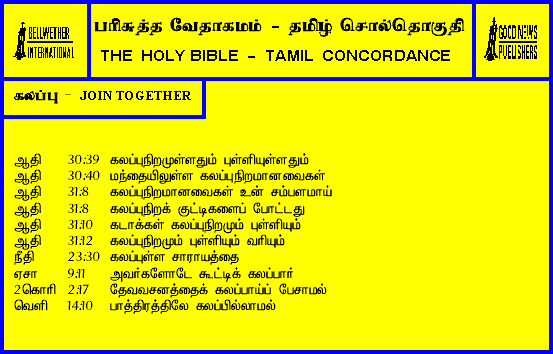 BELLWETHER
INTERNATIONAL
பரிசுத்த வேதாகமம் - தமிழ் சொல்தொகுதி
THE HOLY BIBLE - TAMIL CONCORDANCE
GOOD NEWS
PUBLISHERS
கலப்பு - JOIN TOGETHER
ஆதி 30:39 கலப்புநிறமுள்ளதும் புள்ளியுள்ளதும்
ஆதி 30:40 மந்தையிலுள்ள கலப்புநிறமானவைகள்
ஆதி 31:8 கலப்புநிறமானவைகள் உன் சம்பளமாய்
ஆதி 31:8 கலப்புநிறக் குட்டிகளைப் போட்டது
ஆதி 31:10 கடாக்கள் கலப்புநிறமும் புள்ளியும்
ஆதி 31:12 கலப்புநிறமும் புள்ளியும் வரியும்
நீதி 23:30 கலப்புள்ள சாராயத்தை
ஏசா 9:11 அவர்களோடே கூட்டிக் கலப்பார்
2கொரி 2:17 தேவவசனத்தைக் கலப்பாய்ப் பேசாமல்
வெளி 14:10 பாத்திரத்திலே கலப்பில்லாமல்